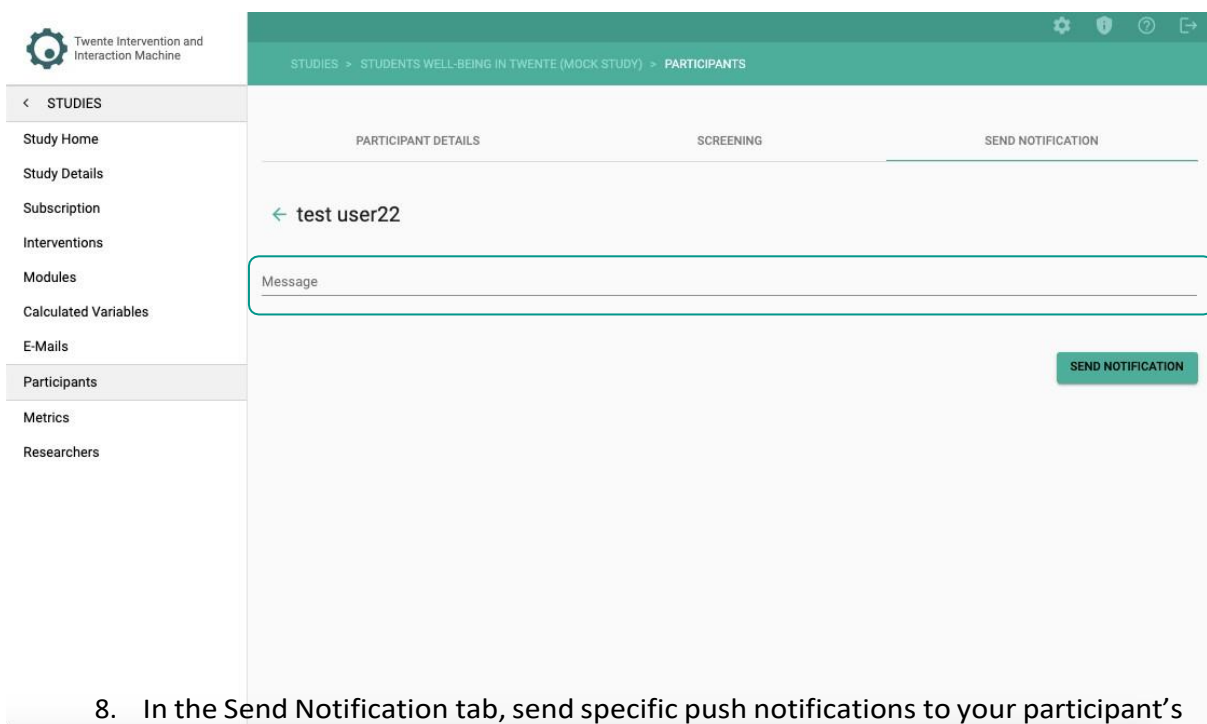 Twente Intervention and
Interaction Machine
STUDIES > STUDENTS WELL-BEING IN TWENTE (MOCK STUDY) > PARTICIPANTS
< STUDIES
Study Home
Study Details
Subscription
Interventions
Modules
Calculated Variables
E-Mails
Participants
Metrics
Researchers
PARTICIPANT DETAILS SCREENING SEND NOTIFICATION
← test user22
Message
SEND NOTIFICATION
8. In the Send Notification tab, send specific push notifications to your participant’s